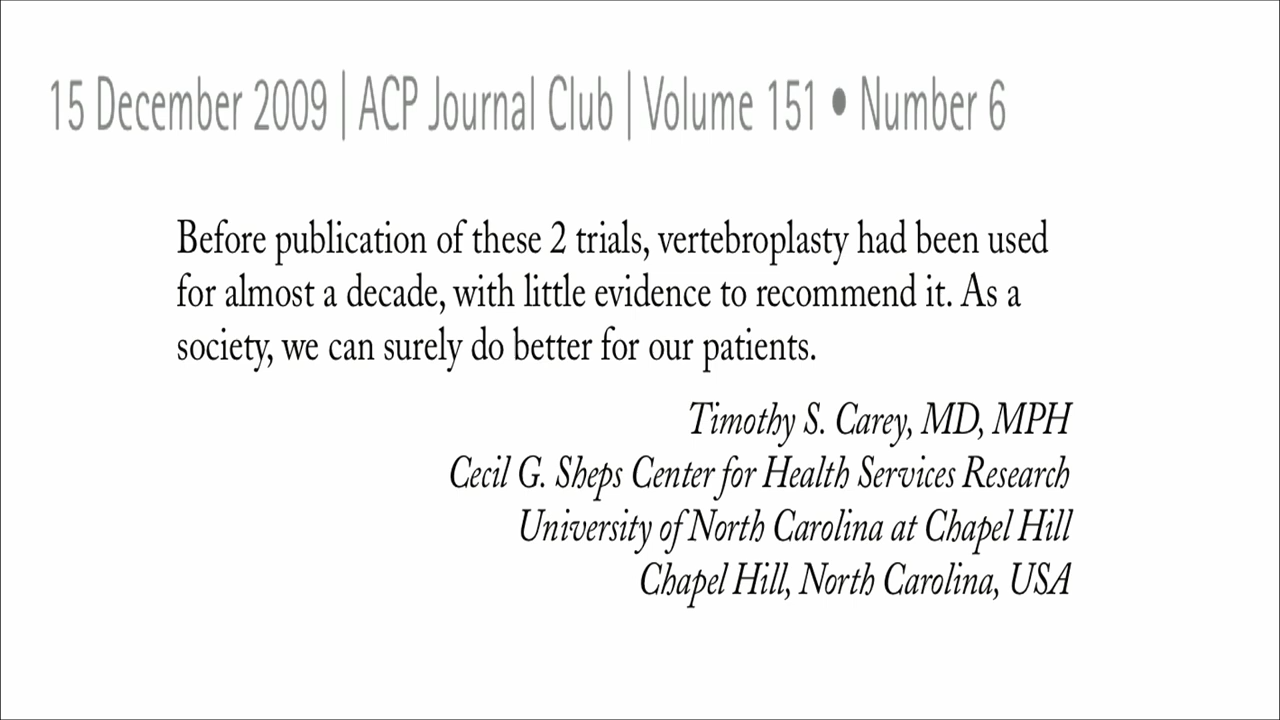 15 December 2009 | ACP Journal Club | Volume 151 • Number 6
Before publication of these 2 trials, vertebroplasty had been used
for almost a decade, with little evidence to recommend it. As a
society, we can surely do better for our patients.
Timothy S. Carey, MD, MPH
Cecil G. Sheps Center for Health Services Research
University of North Carolina at Chapel Hill
Chapel Hill, North Carolina, USA